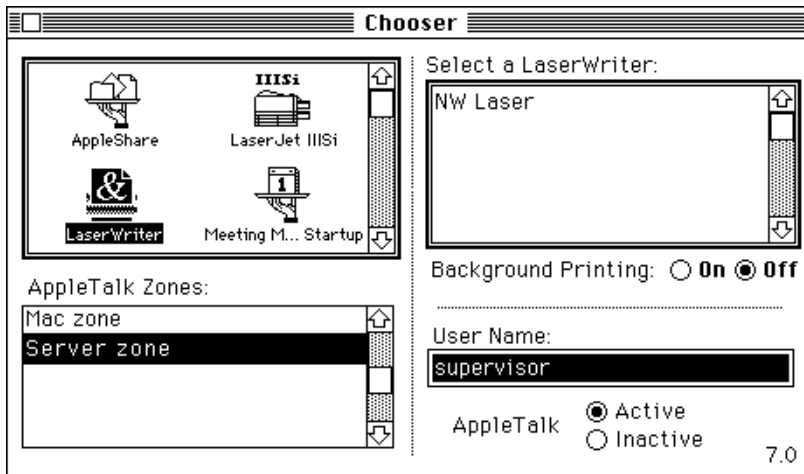 Chooser
IIISi
AppleShare
LaserJet IIISi
&
1
LaserWriter
Meeting M... Startup
AppleTalk Zones:
Mac zone
Server zone
Select a LaserWriter:
NW Laser
Background Printing: On Off
User Name:
supervisor
AppleTalk
Active
Inactive
7.0